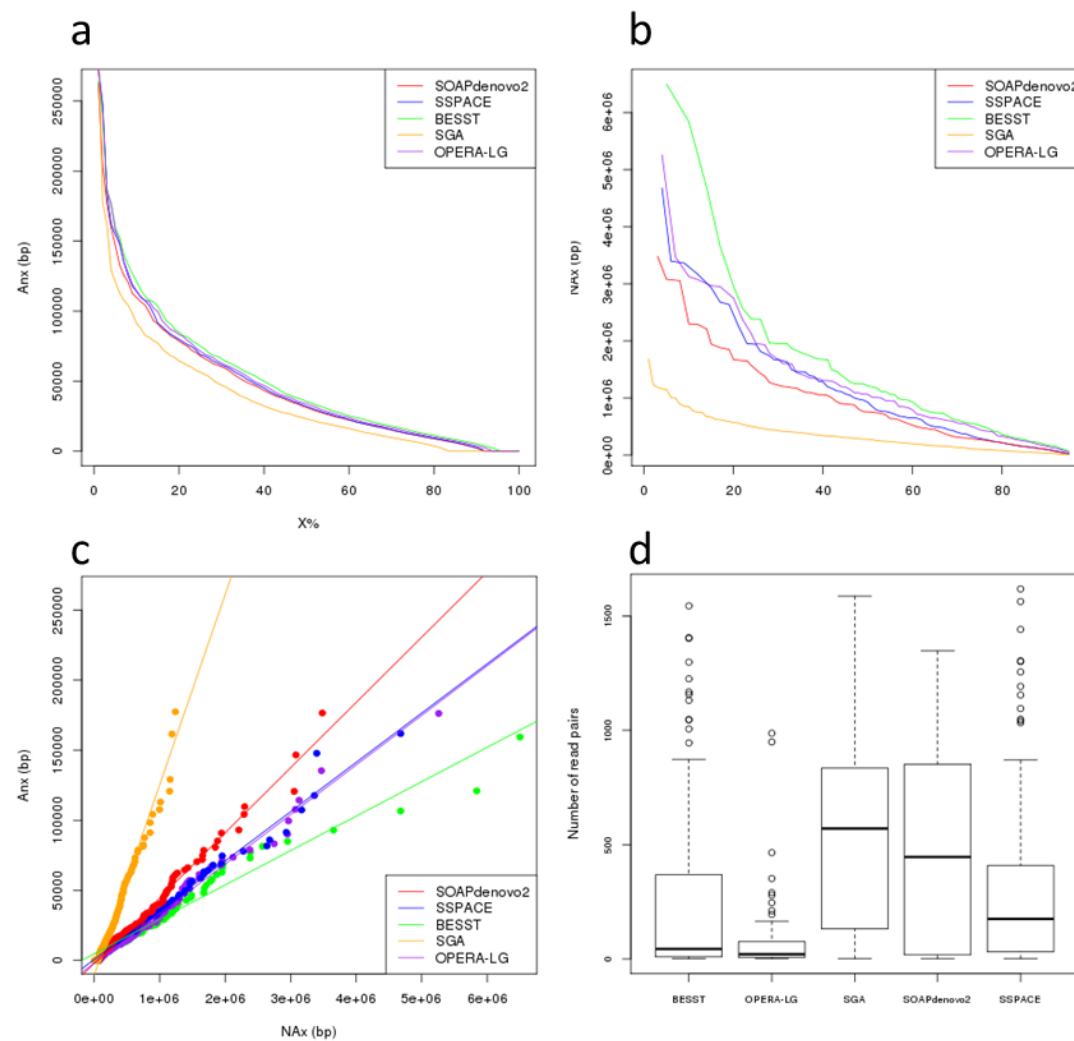 a
250000
200000
150000
100000
50000
0
Anx (bp)
0
20
40
60
80
100
X%
SOAPdenovo2
SSPACE
BESST
SGA
OPERA-LG
b
6e+06
5e+06
4e+06
3e+06
2e+06
1e+06
0e+00
NAx (bp)
0
20
40
60
80
SOAPdenovo2
SSPACE
BESST
SGA
OPERA-LG
c
250000
200000
150000
100000
50000
0
Anx (bp)
0e+00
1e+06
2e+06
3e+06
4e+06
5e+06
6e+06
NAx (bp)
SOAPdenovo2
SSPACE
BESST
SGA
OPERA-LG
d
1500
1000
500
0
Number of read pairs
BESST
OPERA-LG
SGA
SOAPdenovo2
SSPACE